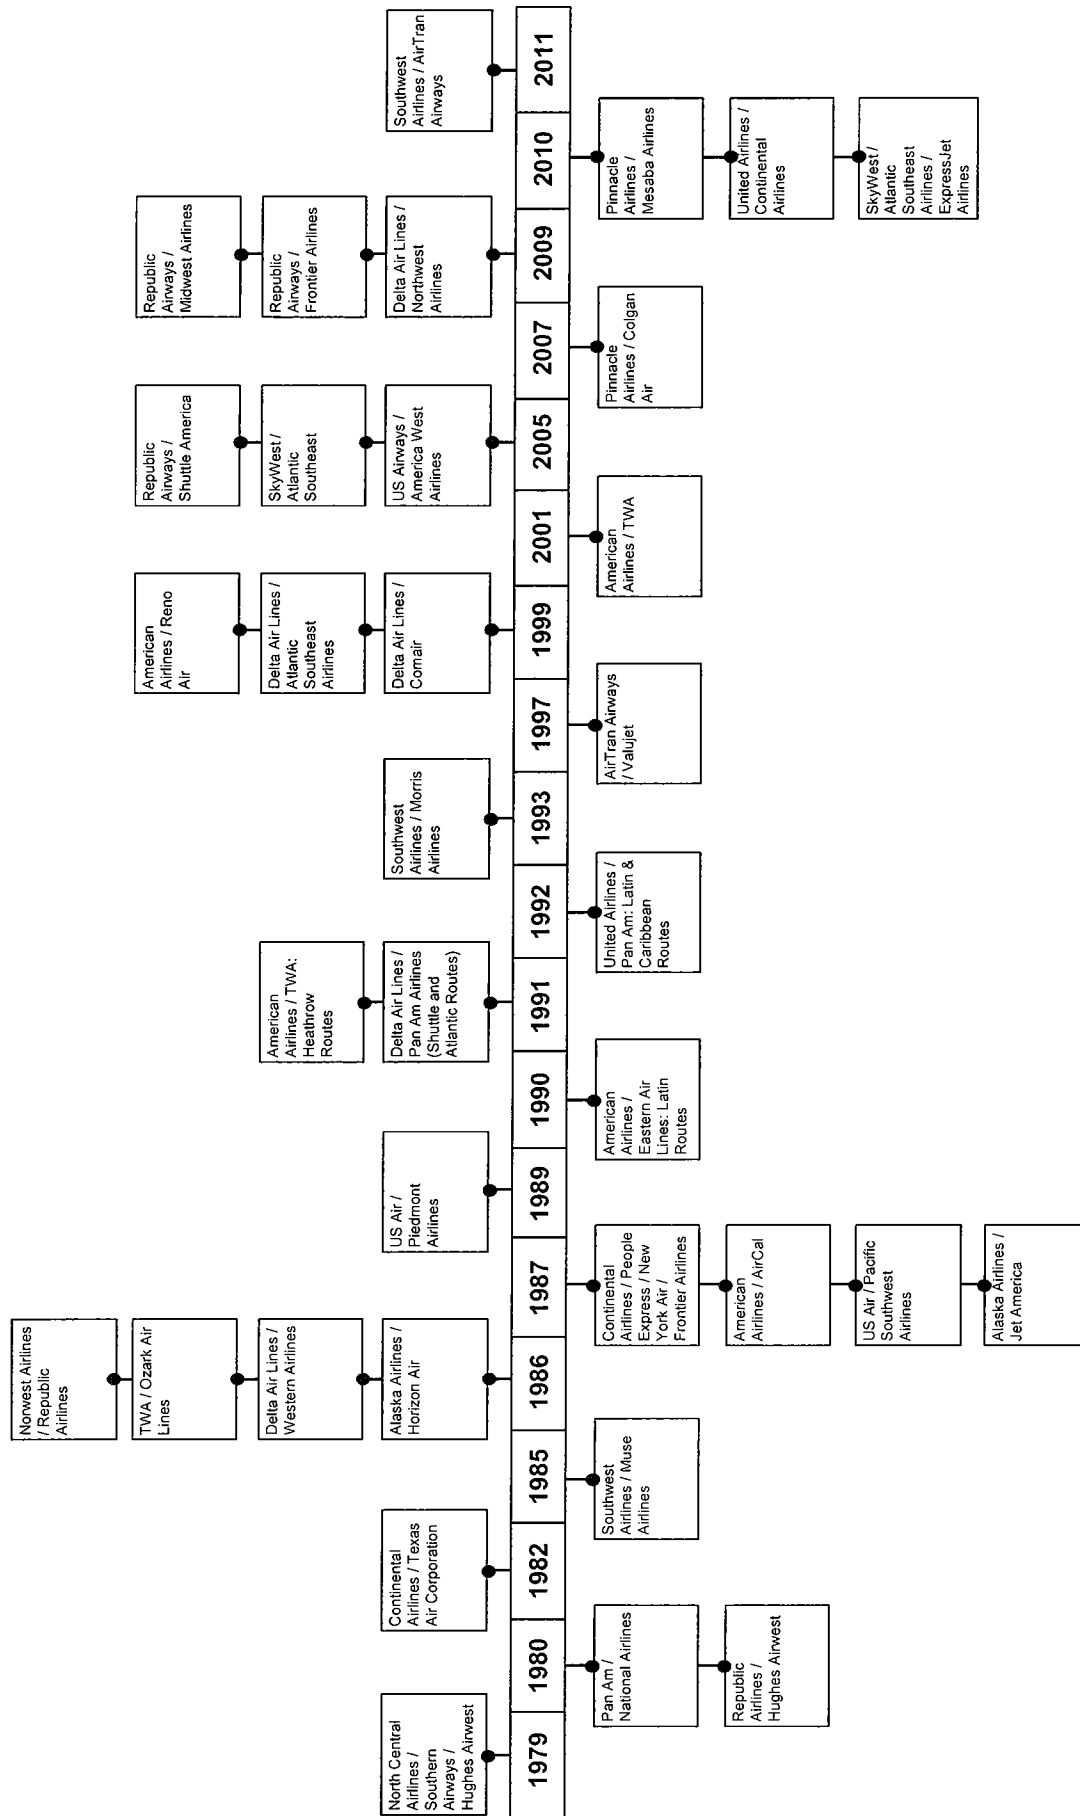 1979
North Central
Airlines /
Southern
Airways /
Hughes Airwest
1980
Pan Am /
National Airlines
Republic
Airlines /
Hughes Airwest
1982
Continental
Airlines / Texas
Air Corporation
1985
Southwest
Airlines / Muse
Airlines
1986
Norwest Airlines
/ Republic
Airlines
TWA / Ozark Air
Lines
Delta Air Lines /
Western Airlines
Alaska Airlines /
Horizon Air
1987
Continental
Airlines / People
Express / New
York Air /
Frontier Airlines
American
Airlines / AirCal
US Air / Pacific
Southwest
Airlines
Alaska Airlines /
Jet America
1989
US Air /
Piedmont
Airlines
1990
American
Airlines /
Eastern Air
Lines: Latin
Routes
1991
American
Airlines / TWA:
Heathrow
Routes
Delta Air Lines /
Pan Am Airlines
(Shuttle and
Atlantic Routes)
1992
United Airlines /
Pan Am: Latin &
Caribbean
Routes
1993
Southwest
Airlines / Morris
Airlines
1997
AirTran Airways
/ Valujet
1999
American
Airlines / Reno
Air
Delta Air Lines /
Atlantic
Southeast
Airlines
Delta Air Lines /
Comair
2001
American
Airlines / TWA
2005
Republic
Airways /
Shuttle America
SkyWest /
Atlantic
Southeast
US Airways /
America West
Airlines
2007
Pinnacle
Airlines / Colgan
Air
2009
Republic
Airways /
Midwest Airlines
Republic
Airways /
Frontier Airlines
Delta Air Lines /
Northwest
Airlines
2010
Pinnacle
Airlines /
Mesaba Airlines
United Airlines /
Continental
Airlines
SkyWest /
Atlantic
Southeast
Airlines /
ExpressJet
Airlines
2011
Southwest
Airlines / AirTran
Airways